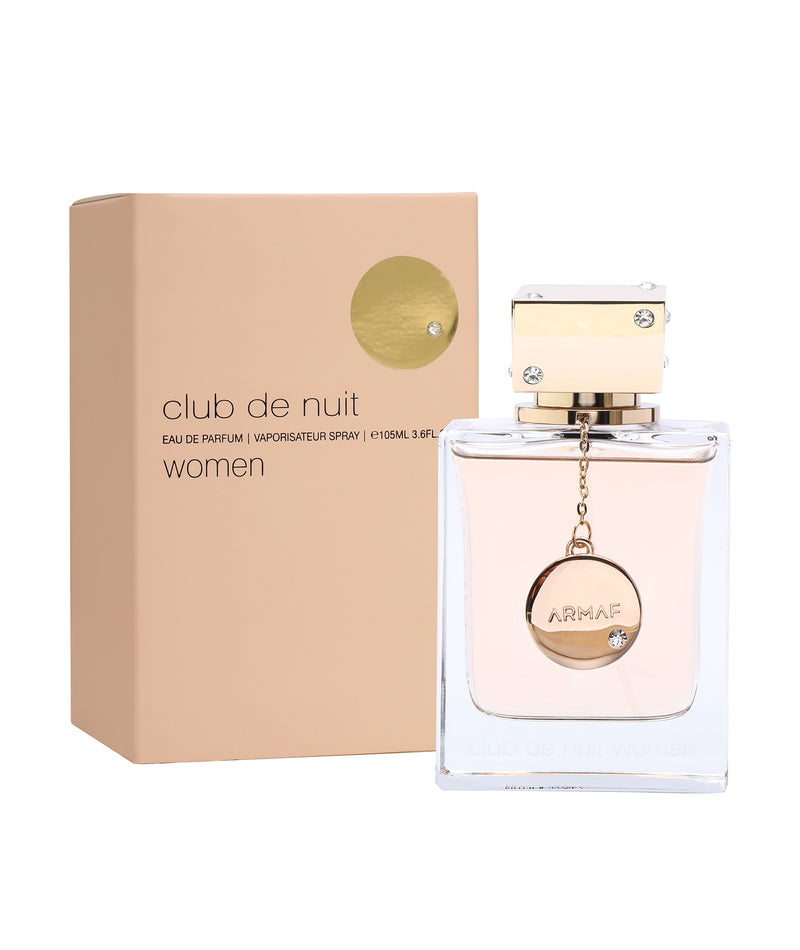 club de nuit
EAU DE PARFUM | VAPORISATEUR SPRAY | ℮105ML 3.6FL.
women
ARMAF
club de nuit woman